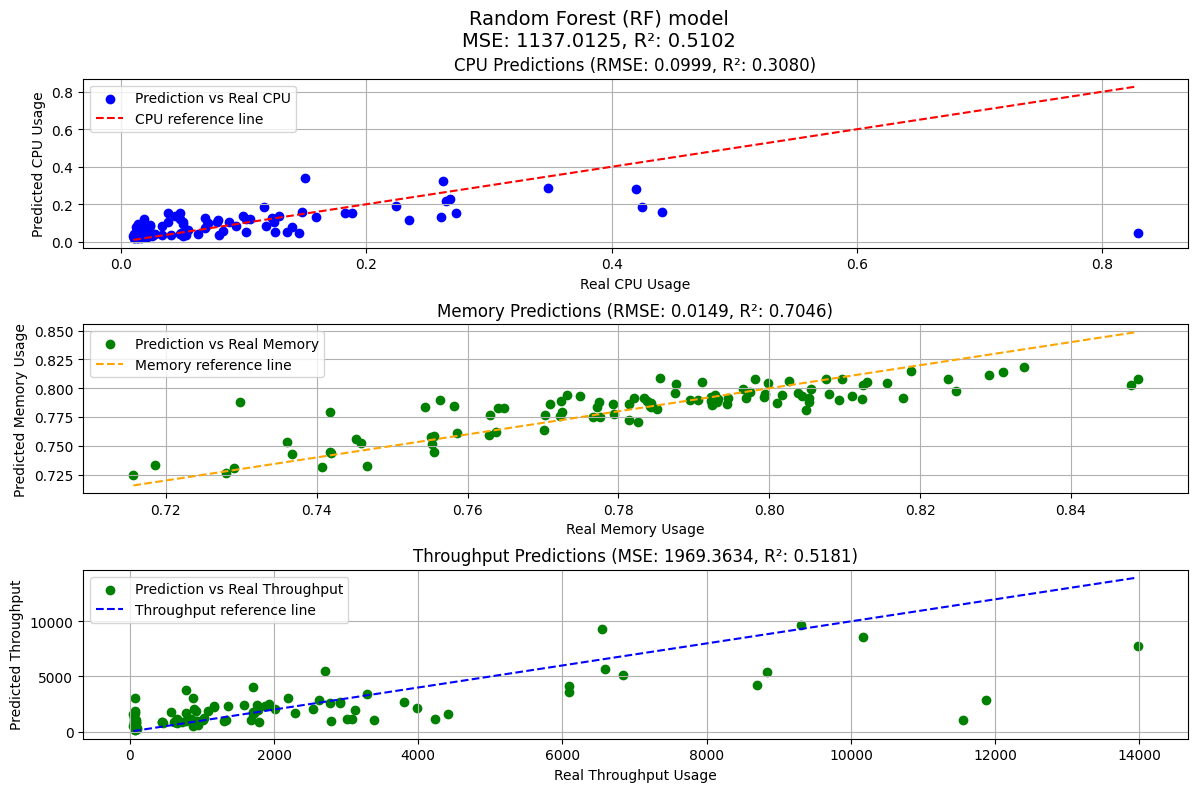 Random Forest (RF) model
MSE: 1137.0125, R²: 0.5102
CPU Predictions (RMSE: 0.0999, R²: 0.3080)
Predicted CPU Usage
0.8
0.6
0.4
0.2
0.0
Prediction vs Real CPU
CPU reference line
0.0 0.2 0.4 0.6 0.8
Real CPU Usage
Memory Predictions (RMSE: 0.0149, R²: 0.7046)
Predicted Memory Usage
0.850
0.825
0.800
0.775
0.750
0.725
Prediction vs Real Memory
Memory reference line
0.72 0.74 0.76 0.78 0.80 0.82 0.84
Real Memory Usage
Throughput Predictions (MSE: 1969.3634, R²: 0.5181)
Predicted Throughput
10000
5000
0
Prediction vs Real Throughput
Throughput reference line
0 2000 4000 6000 8000 10000 12000 14000
Real Throughput Usage